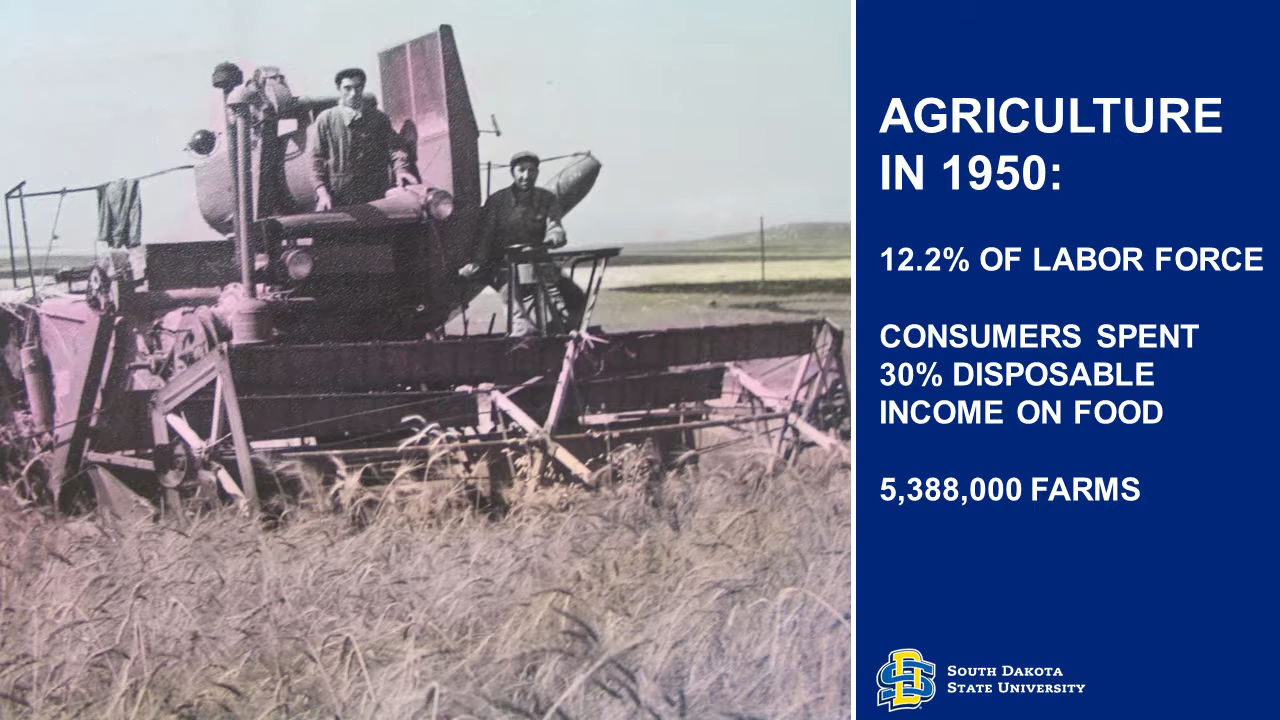 AGRICULTURE
IN 1950:
12.2% OF LABOR FORCE
CONSUMERS SPENT
30% DISPOSABLE
INCOME ON FOOD
5,388,000 FARMS
SOUTH DAKOTA
STATE UNIVERSITY